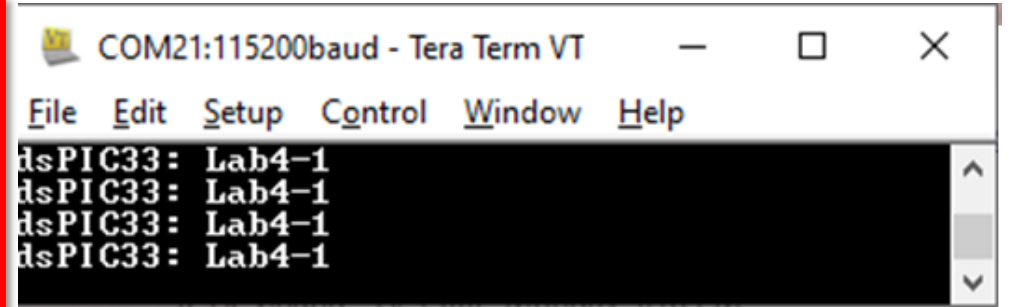 COM21:115200baud - Tera Term VT
File Edit Setup Control Window Help
dsPIC33: Lab4-1
dsPIC33: Lab4-1
dsPIC33: Lab4-1
dsPIC33: Lab4-1